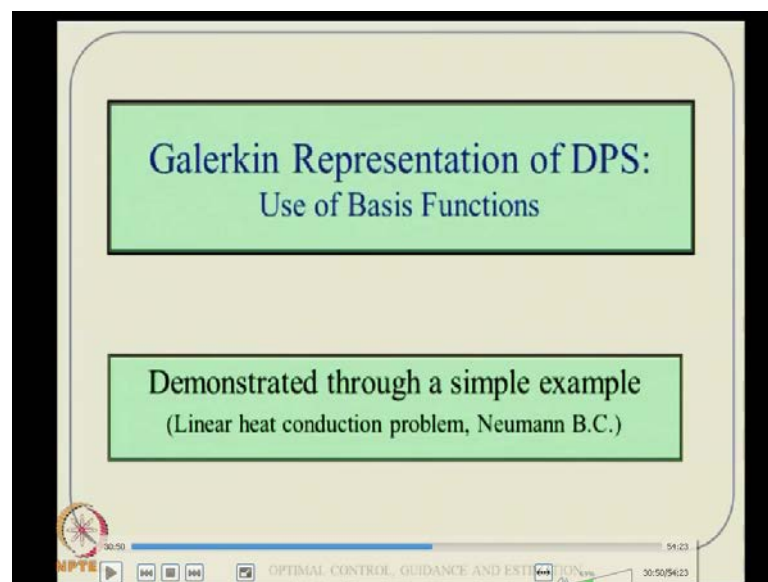 Galerkin Representation of DPS:
Use of Basis Functions
Demonstrated through a simple example
(Linear heat conduction problem, Neumann B.C.)
30:50
54:23
NPTE
OPTIMAL CONTROL, GUIDANCE AND
30:50/54:23